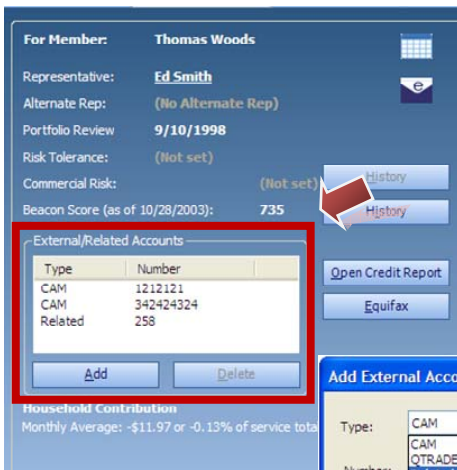 For Member: Thomas Woods
Representative: Ed Smith
Alternate Rep: (No Alternate Rep)
Portfolio Review 9/10/1998
Risk Tolerance: (Not set)
Commercial Risk: (Not set)
History
Beacon Score (as of 10/28/2003): 735
History
External/Related Accounts
Type Number
CAM 1212121
CAM 342424324
Related 258
Add Delete
Open Credit Report
Equifax
Household Contribution
Monthly Average: -$11.97 or -0.13% of service tota
Add External Acco
Type: CAM
CAM
QTRADE
Number: